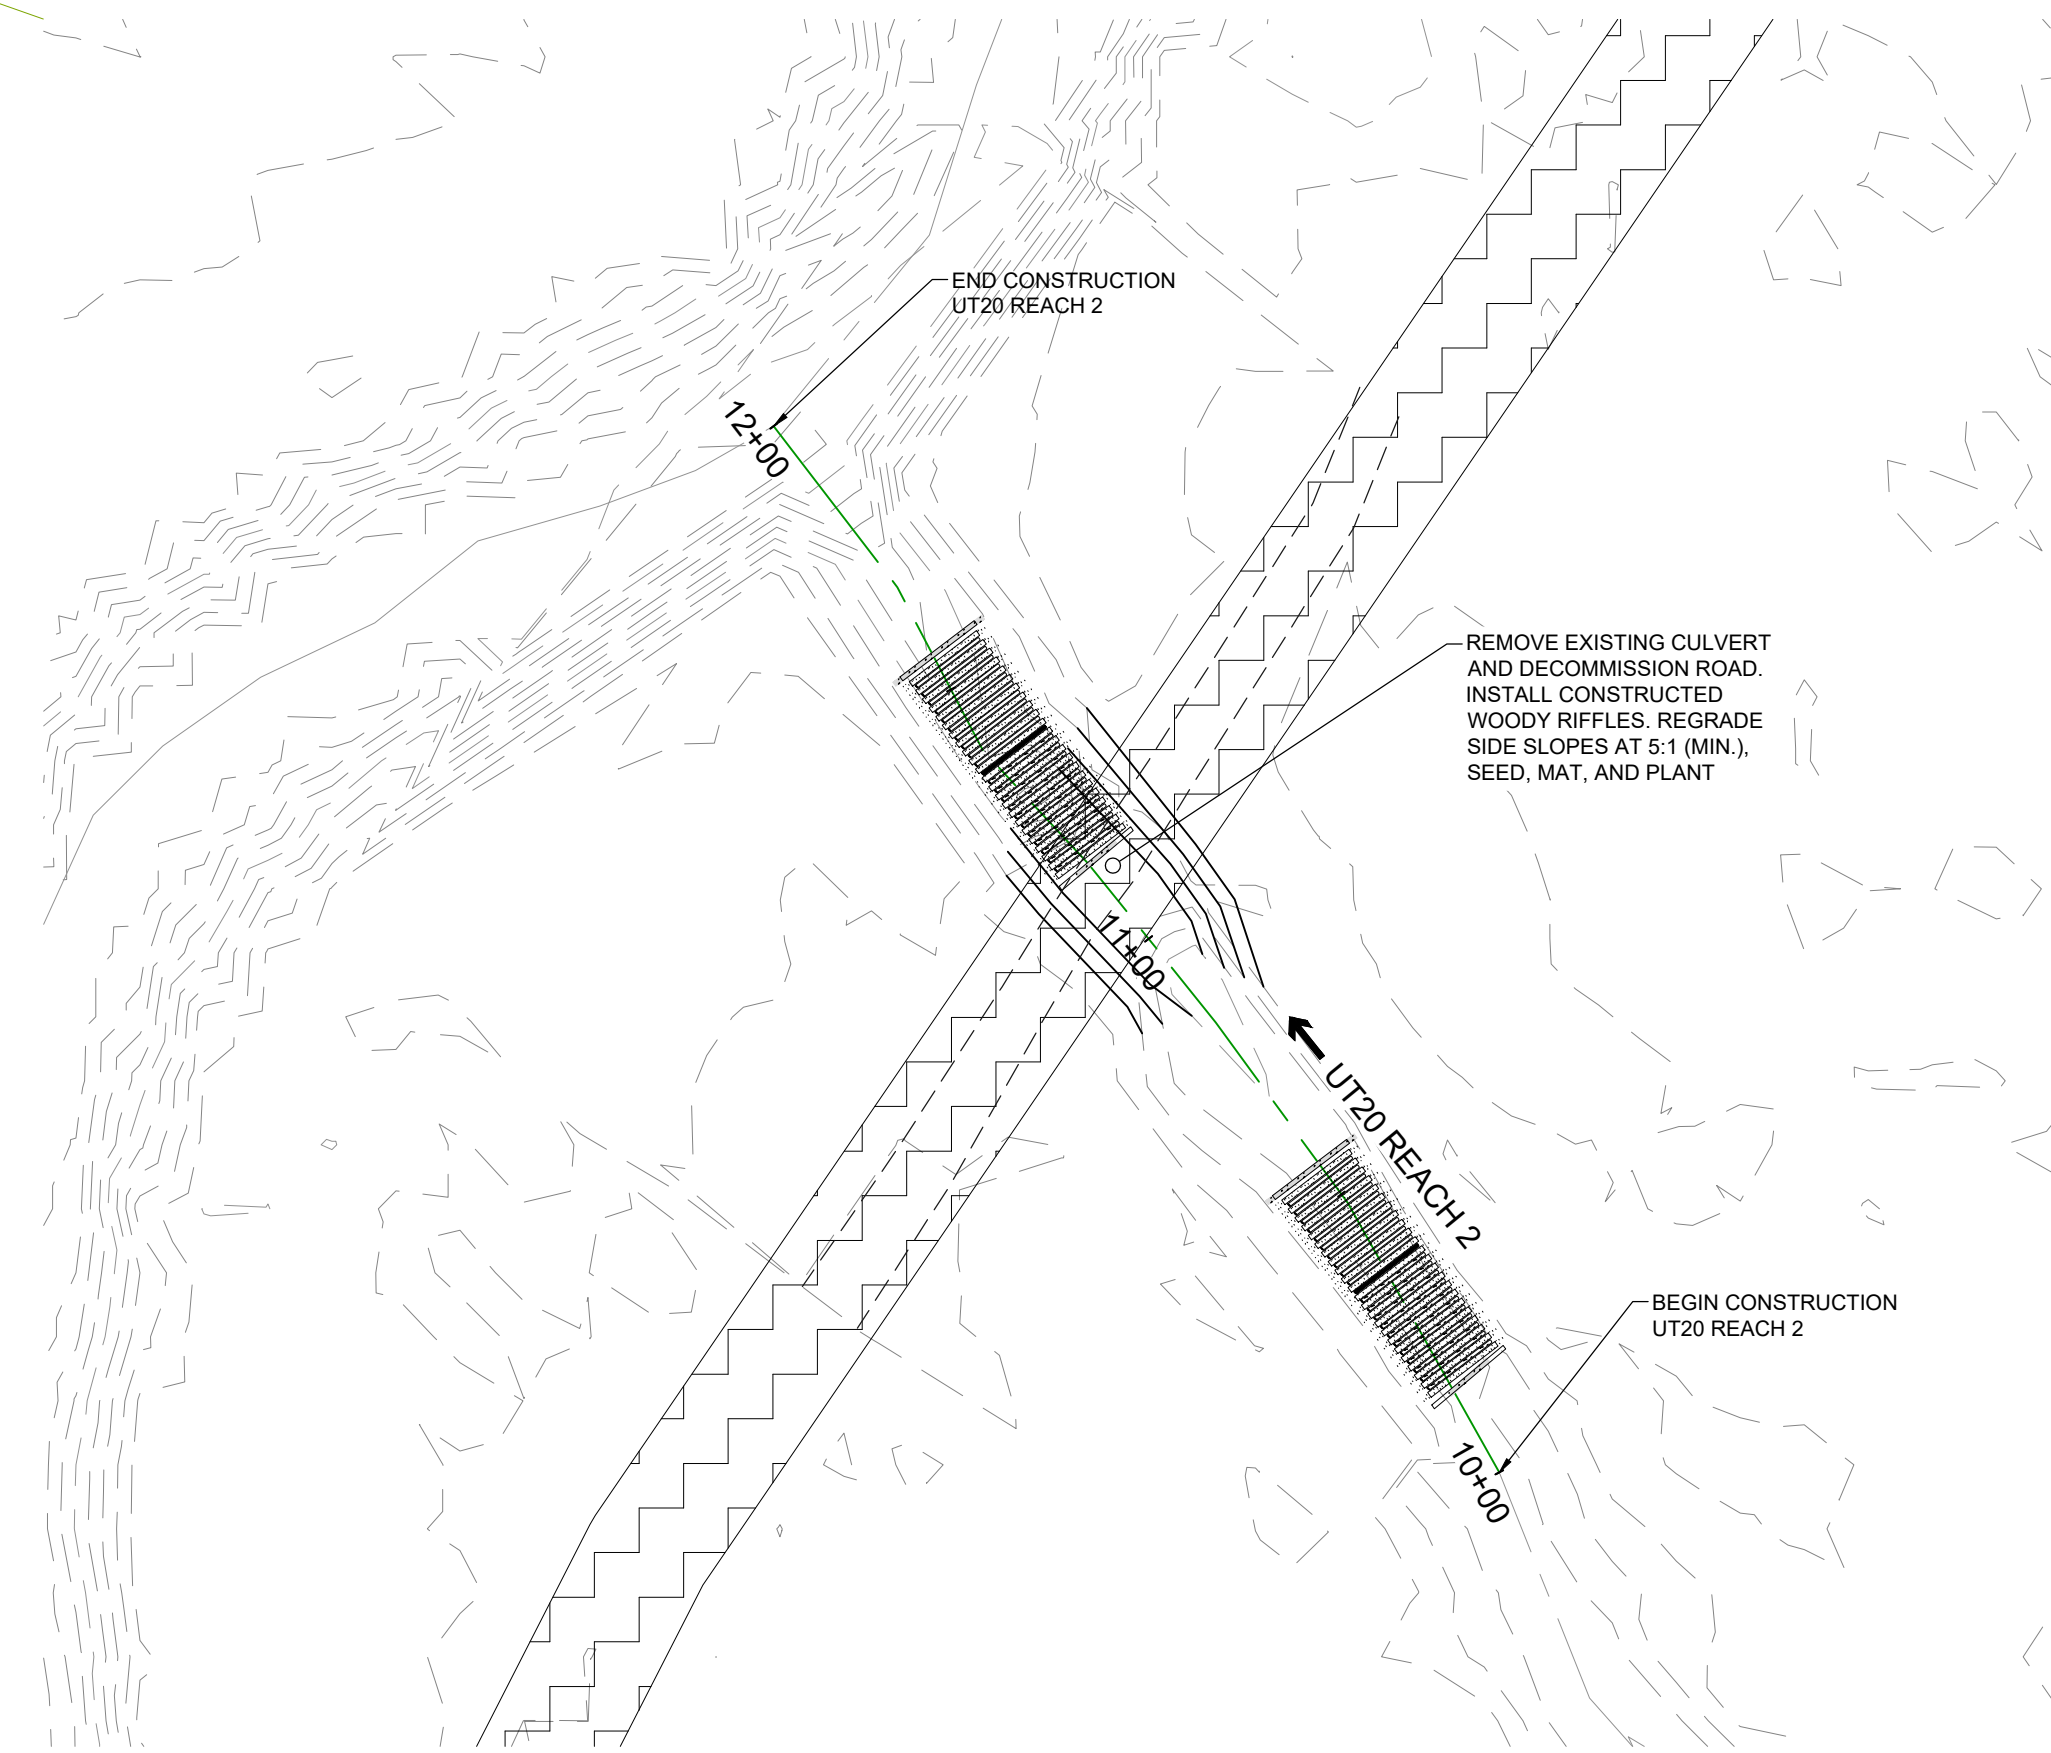 END CONSTRUCTION
UT20 REACH 2
12+00
REMOVE EXISTING CULVERT
AND DECOMMISSION ROAD.
INSTALL CONSTRUCTED
WOODY RIFFLES. REGRADE
SIDE SLOPES AT 5:1 (MIN.),
SEED, MAT, AND PLANT
11+00
UT20 REACH 2
BEGIN CONSTRUCTION
UT20 REACH 2
10+00